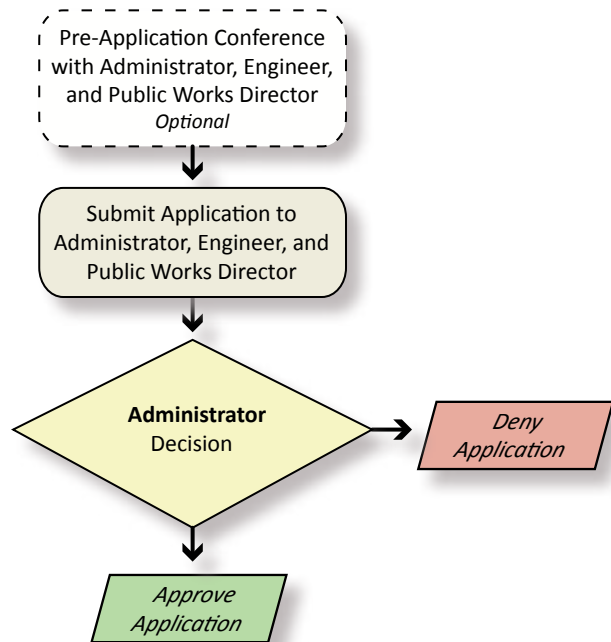 Pre-Application Conference
with Administrator, Engineer,
and Public Works Director
Optional
Submit Application to
Administrator, Engineer, and
Public Works Director
Administrator
Decision
Deny
Application
Approve
Application